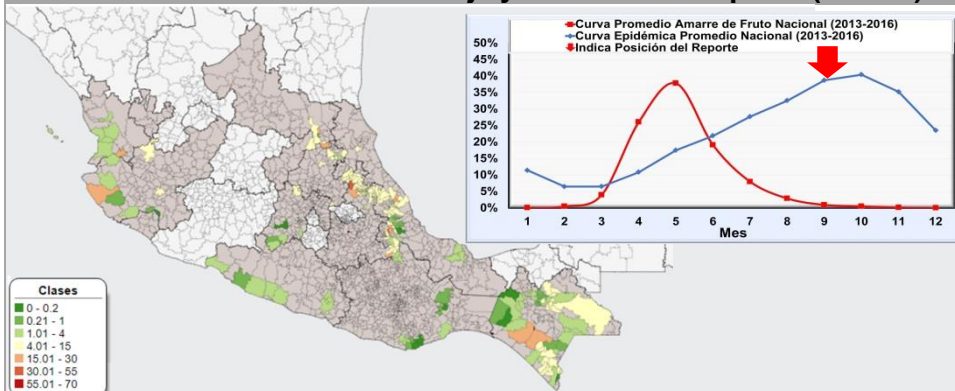 Curva Promedio Amarre de Fruto Nacional (2013-2016)
Curva Epidémica Promedio Nacional (2013-2016)
Indica Posición del Reporte
50%
45%
40%
35%
30%
25%
20%
15%
10%
5%
0%
1 2 3 4 5 6 7 8 9 10 11 12
Mes
Clases
0 - 0.2
0.21 - 1
1.01 - 4
4.01 - 15
15.01 - 30
30.01 - 55
55.01 - 70